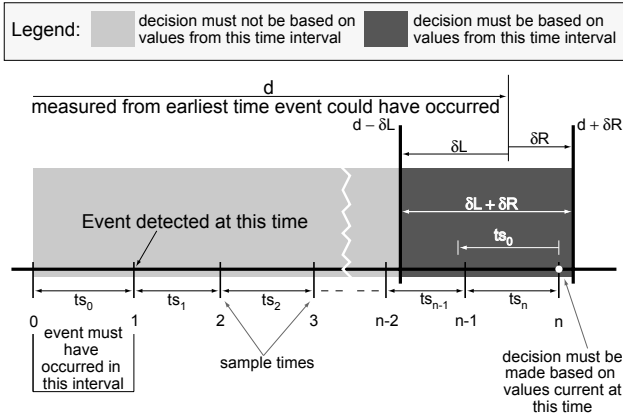 Legend:
decision must not be based on
values from this time interval
decision must be based on
values from this time interval
d
measured from earliest time event could have occurred
d − δL
d + δR
δL
δR
δL + δR
Event detected at this time
ts0
ts0
ts1
ts2
tsn-1
tsn
0
1
2
3
n-2
n-1
n
event must
have
occurred in
this interval
sample times
decision must be
made based on
values current at
this time